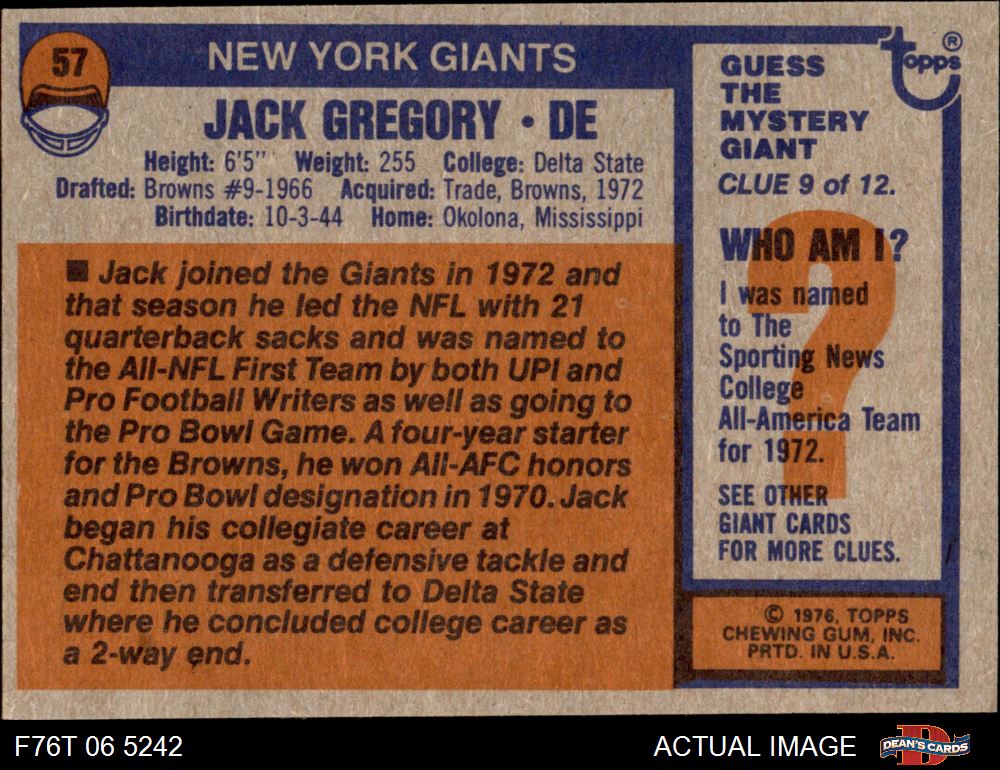 57
NEW YORK GIANTS
JACK GREGORY • DE
Height: 6'5" Weight: 255 College: Delta State
Drafted: Browns #9-1966 Acquired: Trade, Browns, 1972
Birthdate: 10-3-44 Home: Okolona, Mississippi
■ Jack joined the Giants in 1972 and
that season he led the NFL with 21
quarterback sacks and was named to
the All-NFL First Team by both UPI and
Pro Football Writers as well as going to
the Pro Bowl Game. A four-year starter
for the Browns, he won All-AFC honors
and Pro Bowl designation in 1970. Jack
began his collegiate career at
Chattanooga as a defensive tackle and
end then transferred to Delta State
where he concluded college career as
a 2-way end.
topps®
GUESS
THE
MYSTERY
GIANT
CLUE 9 of 12.
?
WHO AM I?
I was named
to The
Sporting News
College
All-America Team
for 1972.
SEE OTHER
GIANT CARDS
FOR MORE CLUES.
© 1976, TOPPS
CHEWING GUM, INC.
PRTD. IN U.S.A.
F76T 06 5242
ACTUAL IMAGE
D
DEAN'S CARDS